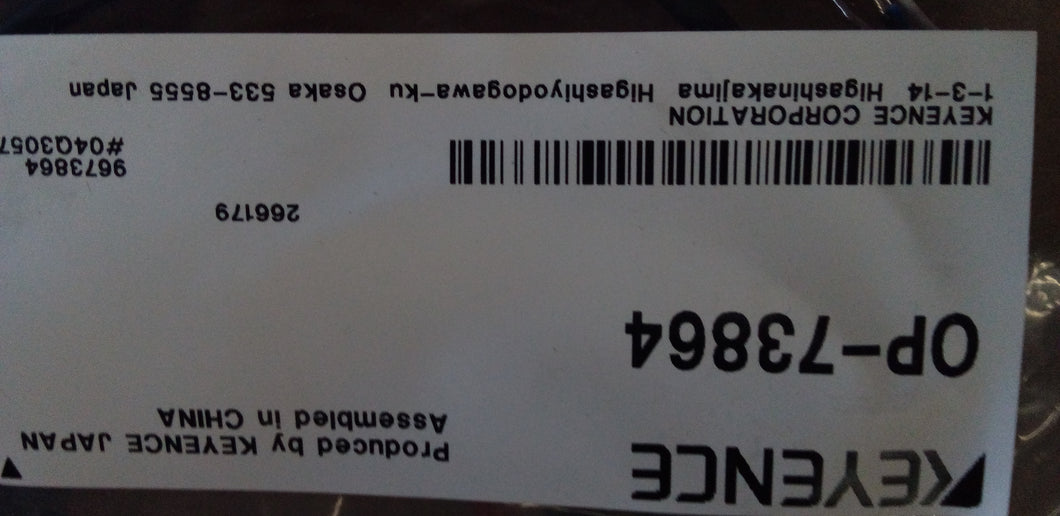 KEYENCE
Produced by KEYENCE JAPAN
Assembled in CHINA
OP-73864
266179
9673864
#04Q3057
KEYENCE CORPORATION
1-3-14 Higashinakajima Higashiyodogawa-ku Osaka 533-8555 Japan